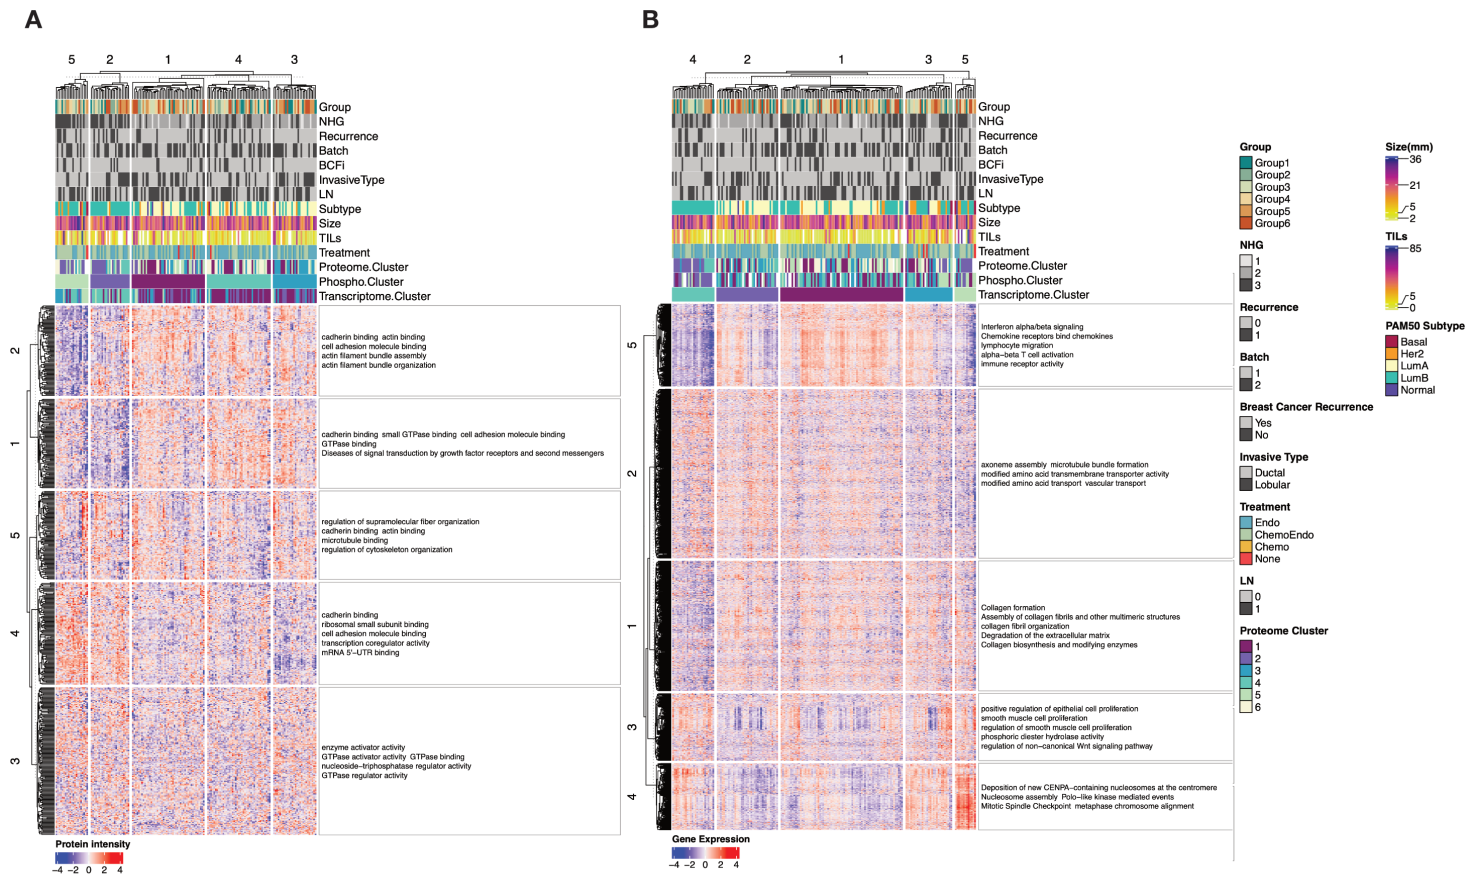 A
5 2 1 4 3
Group
NHG
Recurrence
Batch
BCFi
InvasiveType
LN
Subtype
Size
TILs
Treatment
Proteome.Cluster
Phospho.Cluster
Transcriptome.Cluster
2
cadherin binding actin binding
cell adhesion molecule binding
actin filament bundle assembly
actin filament bundle organization
1
cadherin binding small GTPase binding cell adhesion molecule binding
GTPase binding
Diseases of signal transduction by growth factor receptors and second messengers
5
regulation of supramolecular fiber organization
cadherin binding actin binding
microtubule binding
regulation of cytoskeleton organization
4
cadherin binding
ribosomal small subunit binding
cell adhesion molecule binding
transcription coregulator activity
mRNA 5'−UTR binding
3
enzyme activator activity
GTPase activator activity GTPase binding
nucleoside−triphosphatase regulator activity
GTPase regulator activity
Protein intensity
−4 −2 0 2 4
B
4 2 1 3 5
Group
NHG
Recurrence
Batch
BCFi
InvasiveType
LN
Subtype
Size
TILs
Treatment
Proteome.Cluster
Phospho.Cluster
Transcriptome.Cluster
5
Interferon alpha/beta signaling
Chemokine receptors bind chemokines
lymphocyte migration
alpha−beta T cell activation
immune receptor activity
2
axoneme assembly microtubule bundle formation
modified amino acid transmembrane transporter activity
modified amino acid transport vascular transport
1
Collagen formation
Assembly of collagen fibrils and other multimeric structures
collagen fibril organization
Degradation of the extracellular matrix
Collagen biosynthesis and modifying enzymes
3
positive regulation of epithelial cell proliferation
smooth muscle cell proliferation
regulation of smooth muscle cell proliferation
phosphoric diester hydrolase activity
regulation of non−canonical Wnt signaling pathway
4
Deposition of new CENPA−containing nucleosomes at the centromere
Nucleosome assembly Polo−like kinase mediated events
Mitotic Spindle Checkpoint metaphase chromosome alignment
Gene Expression
−4 −2 0 2 4
Group
Group1
Group2
Group3
Group4
Group5
Group6
NHG
1
2
3
Recurrence
0
1
Batch
1
2
Breast Cancer Recurrence
Yes
No
Invasive Type
Ductal
Lobular
Treatment
Endo
ChemoEndo
Chemo
None
LN
0
1
Proteome Cluster
1
2
3
4
5
6
Size(mm)
36
21
5
2
TILs
85
5
0
PAM50 Subtype
Basal
Her2
LumA
LumB
Normal